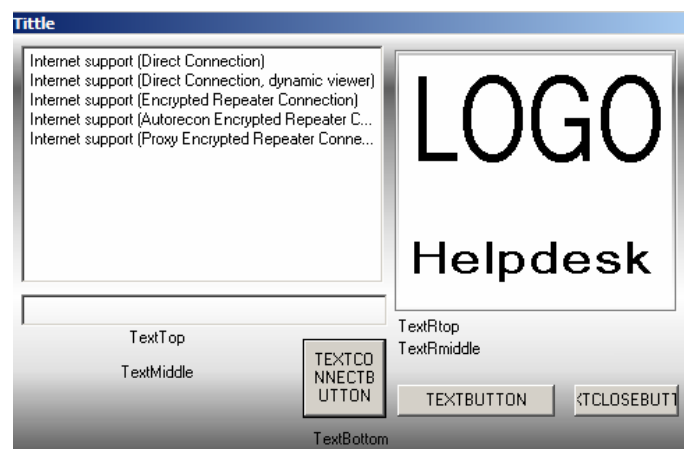 Tittle
Internet support (Direct Connection)
Internet support (Direct Connection, dynamic viewer)
Internet support (Encrypted Repeater Connection)
Internet support (Autorecon Encrypted Repeater C...
Internet support (Proxy Encrypted Repeater Conne...
LOGO
Helpdesk
TextTop
TextMiddle
TEXTCO
NNECTB
UTTON
TextBottom
TextRtop
TextRmiddle
TEXTBUTTON
TCLOSEBUTT